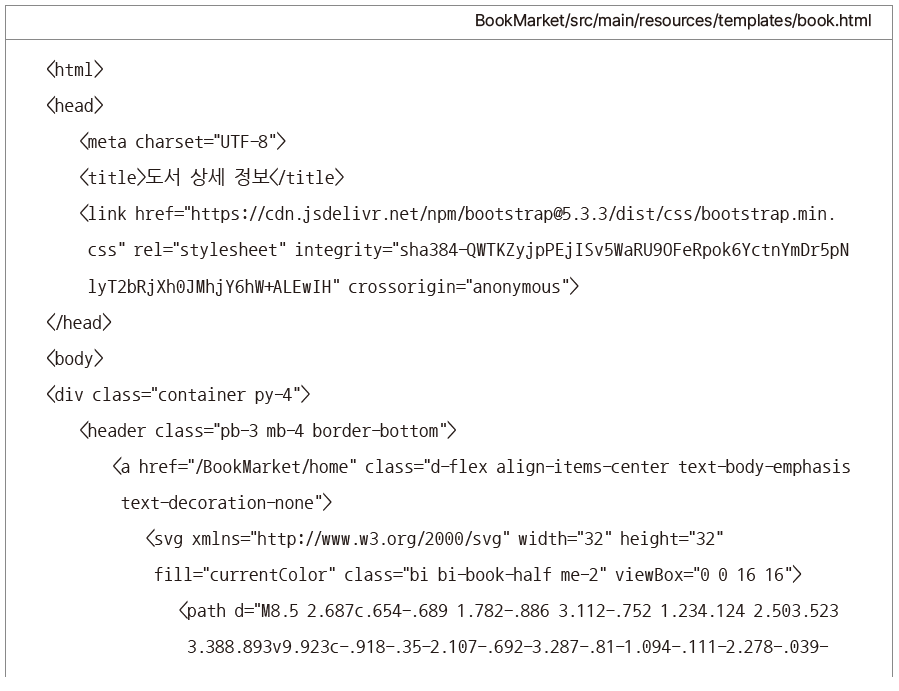 BookMarket/src/main/resources/templates/book.html
<html>
<head>
<meta charset="UTF-8">
<title>도서 상세 정보</title>
<link href="https://cdn.jsdelivr.net/npm/bootstrap@5.3.3/dist/css/bootstrap.min.
css" rel="stylesheet" integrity="sha384-QWTKZyjpPEjISv5WaRU9OFeRpok6YctnYmDr5pN
lyT2bRjXh0JMhjY6hW+ALEwIH" crossorigin="anonymous">
</head>
<body>
<div class="container py-4">
<header class="pb-3 mb-4 border-bottom">
<a href="/BookMarket/home" class="d-flex align-items-center text-body-emphasis
text-decoration-none">
<svg xmlns="http://www.w3.org/2000/svg" width="32" height="32"
fill="currentColor" class="bi bi-book-half me-2" viewBox="0 0 16 16">
<path d="M8.5 2.687c.654-.689 1.782-.886 3.112-.752 1.234.124 2.503.523
3.388.893v9.923c-.918-.35-2.107-.692-3.287-.81-1.094-.111-2.278-.039-